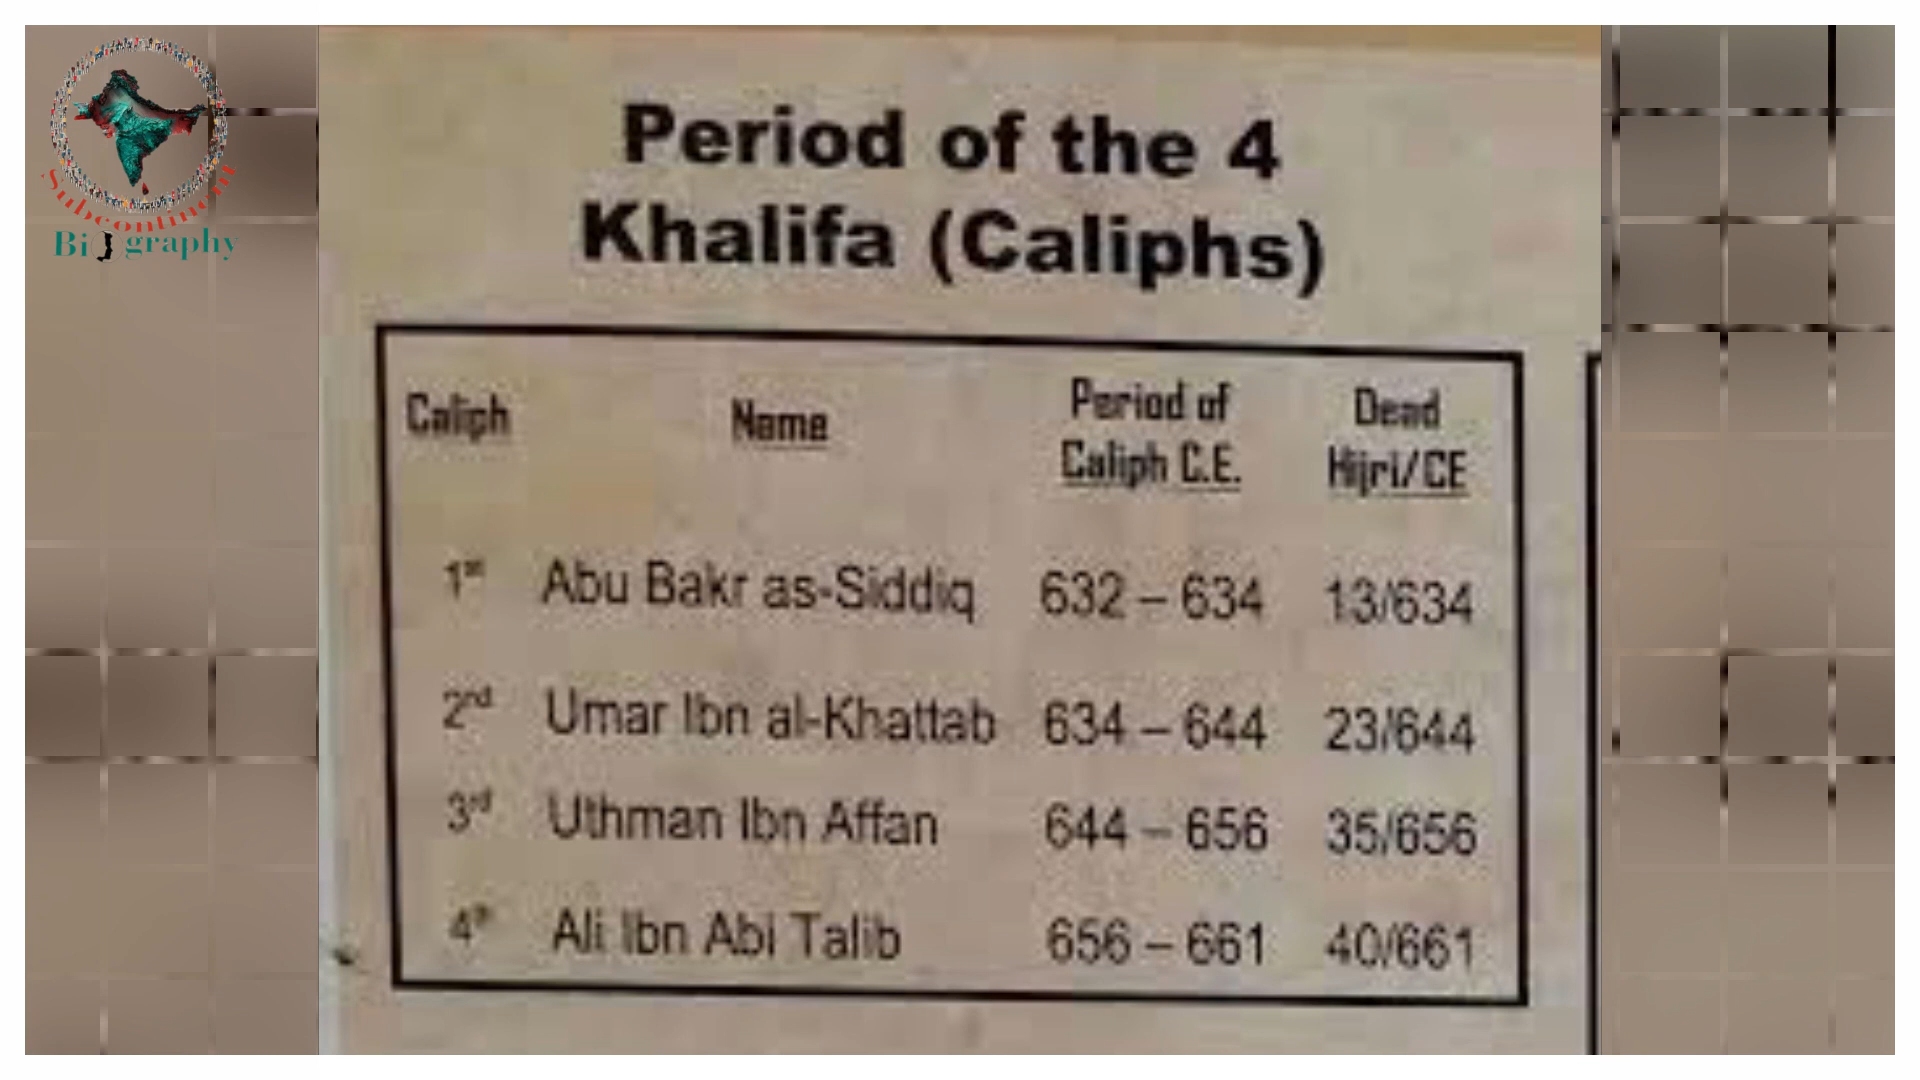 Subcontinent
Biography
Period of the 4
Khalifa (Caliphs)
Caliph Name Period of Caliph C.E. Dead Hijri/CE
1st Abu Bakr as-Siddiq 632 – 634 13/634
2rd Umar Ibn al-Khattab 634 – 644 23/644
3rd Uthman Ibn Affan 644 – 656 35/656
4th Ali Ibn Abi Talib 656 – 661 40/661